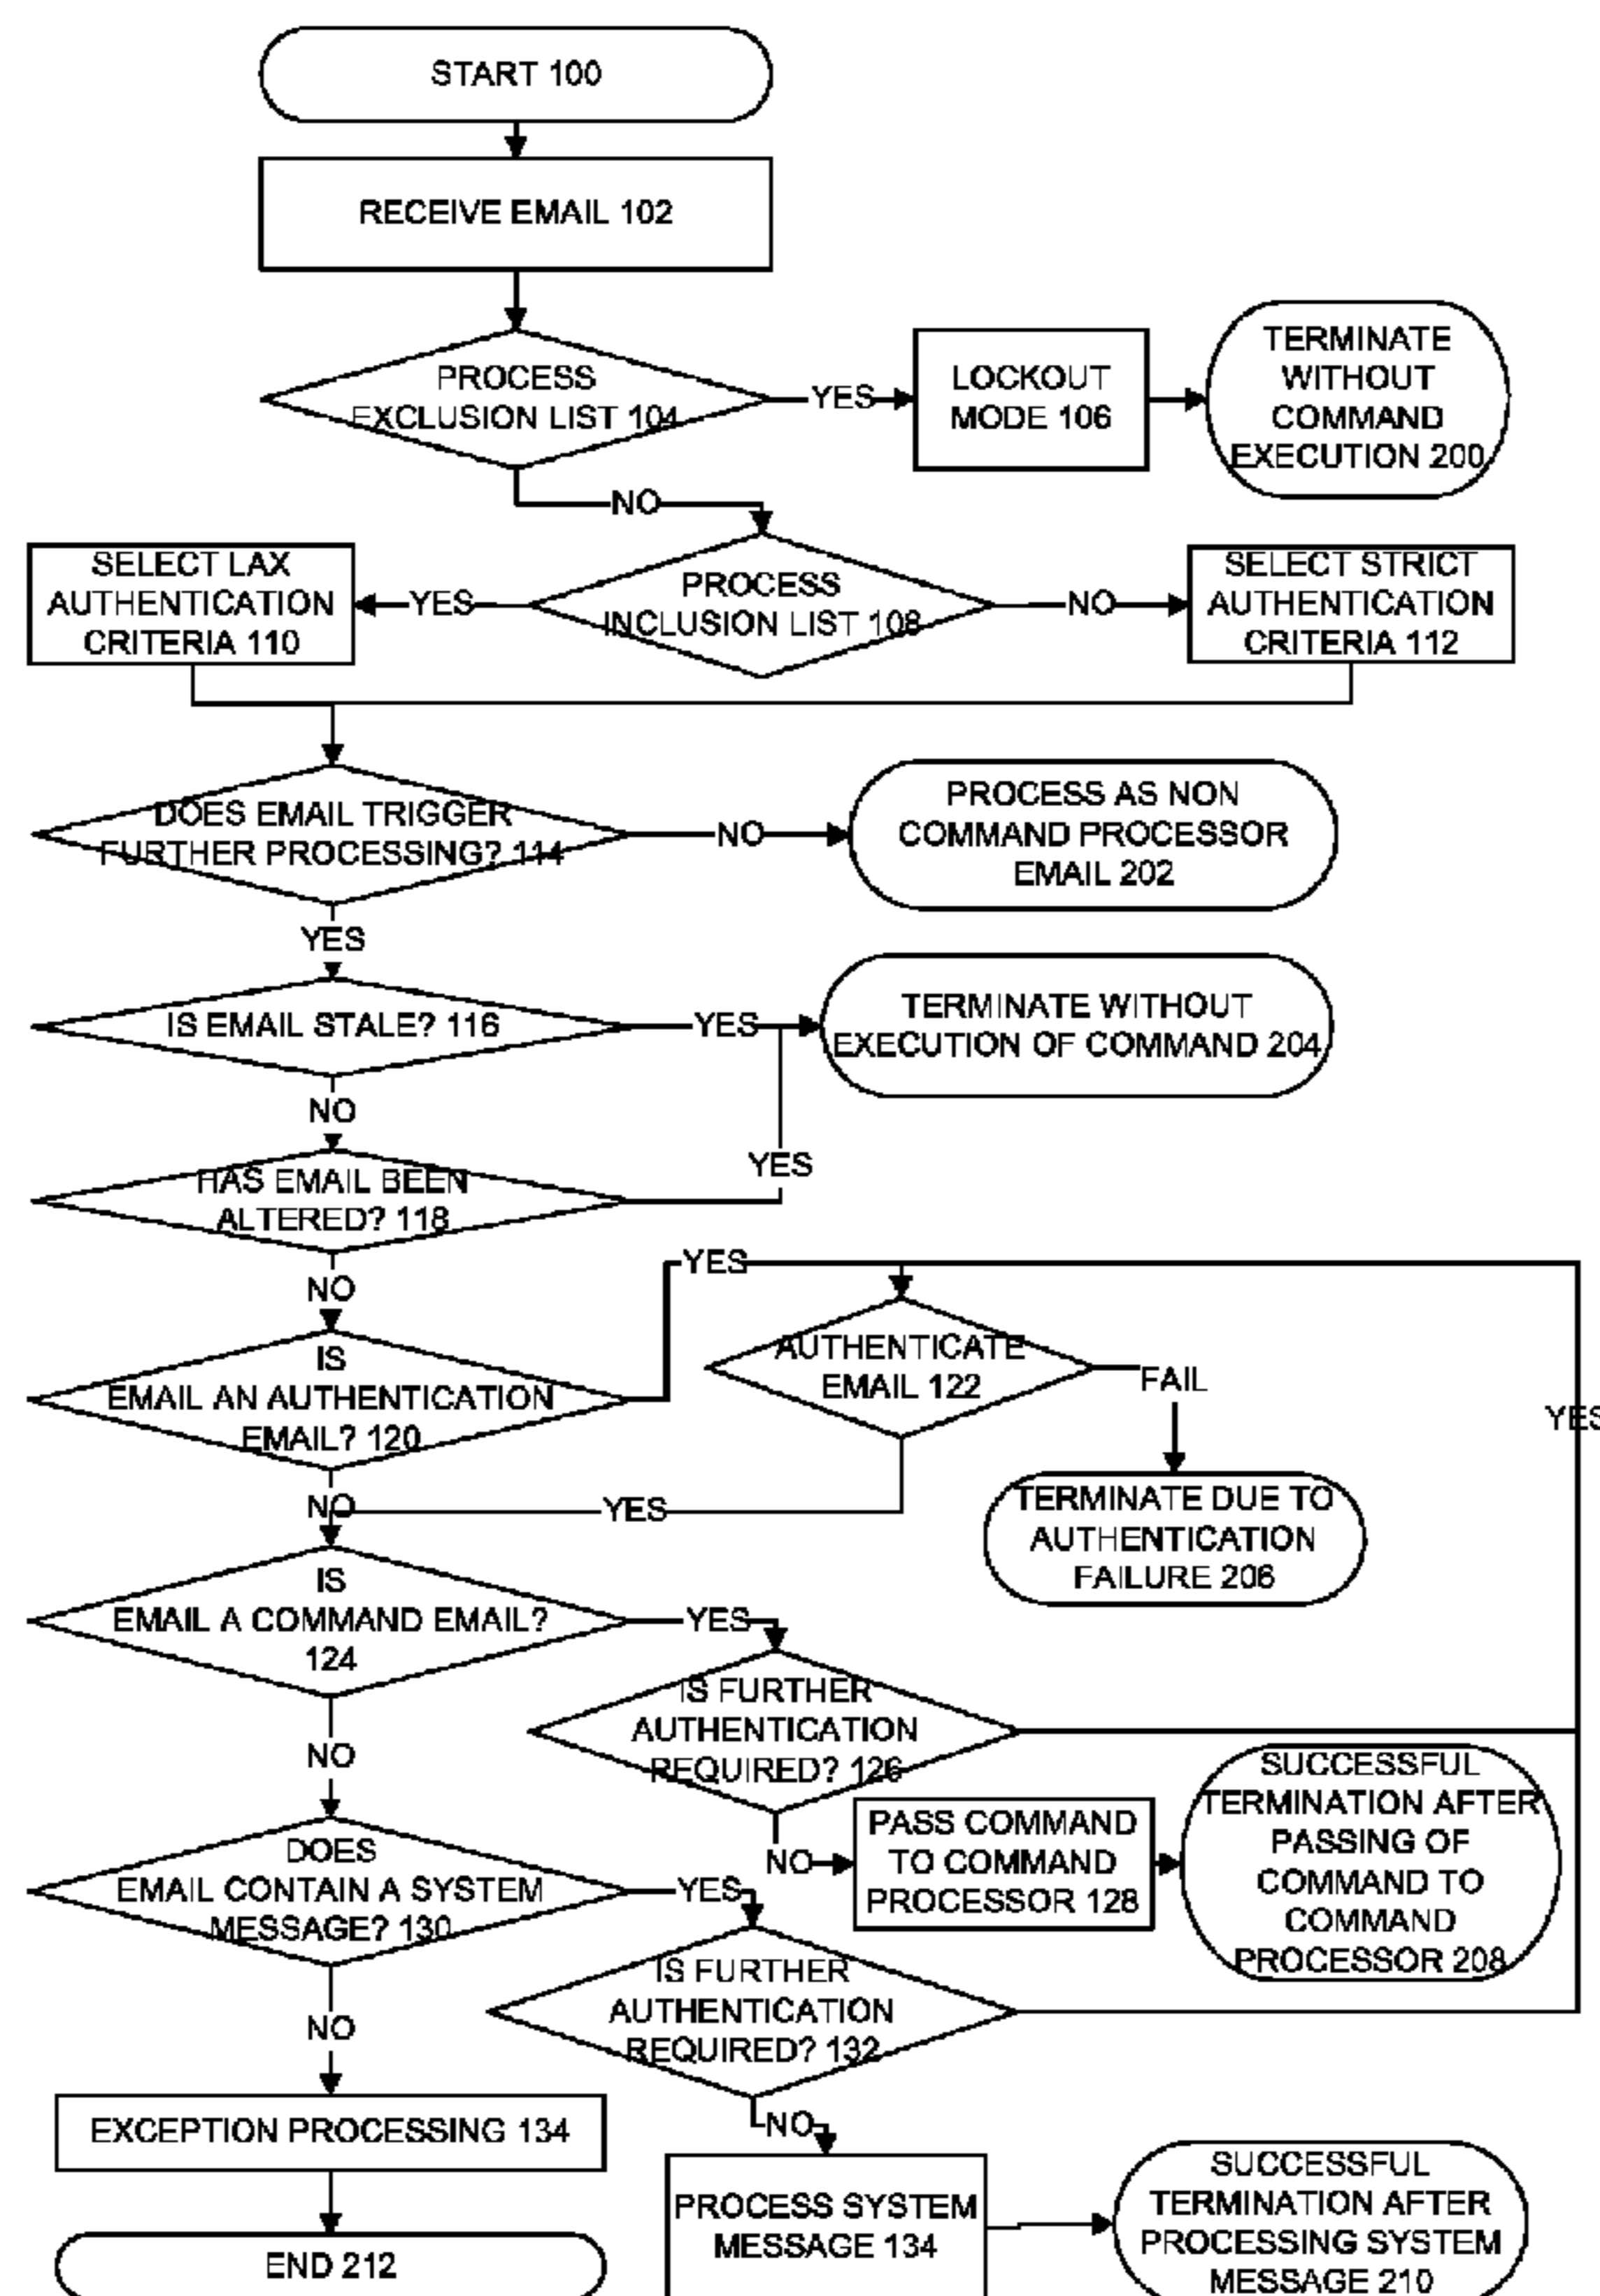 START 100
RECEIVE EMAIL 102
PROCESS
EXCLUSION LIST 104
YES
LOCKOUT
MODE 106
TERMINATE
WITHOUT
COMMAND
EXECUTION 200
NO
SELECT LAX
AUTHENTICATION
CRITERIA 110
YES
PROCESS
INCLUSION LIST 108
NO
SELECT STRICT
AUTHENTICATION
CRITERIA 112
DOES EMAIL TRIGGER
FURTHER PROCESSING? 114
NO
PROCESS AS NON
COMMAND PROCESSOR
EMAIL 202
YES
IS EMAIL STALE? 116
YES
TERMINATE WITHOUT
EXECUTION OF COMMAND 204
NO
HAS EMAIL BEEN
ALTERED? 118
YES
NO
YES
IS
EMAIL AN AUTHENTICATION
EMAIL? 120
AUTHENTICATE
EMAIL 122
FAIL
YES
NO
YES
TERMINATE DUE TO
AUTHENTICATION
FAILURE 206
IS
EMAIL A COMMAND EMAIL?
124
YES
IS FURTHER
AUTHENTICATION
REQUIRED? 126
NO
NO
PASS COMMAND
TO COMMAND
PROCESSOR 128
SUCCESSFUL
TERMINATION AFTER
PASSING OF
COMMAND TO
COMMAND
PROCESSOR 208
DOES
EMAIL CONTAIN A SYSTEM
MESSAGE? 130
YES
IS FURTHER
AUTHENTICATION
REQUIRED? 132
NO
NO
EXCEPTION PROCESSING 134
PROCESS SYSTEM
MESSAGE 134
SUCCESSFUL
TERMINATION AFTER
PROCESSING SYSTEM
MESSAGE 210
END 212